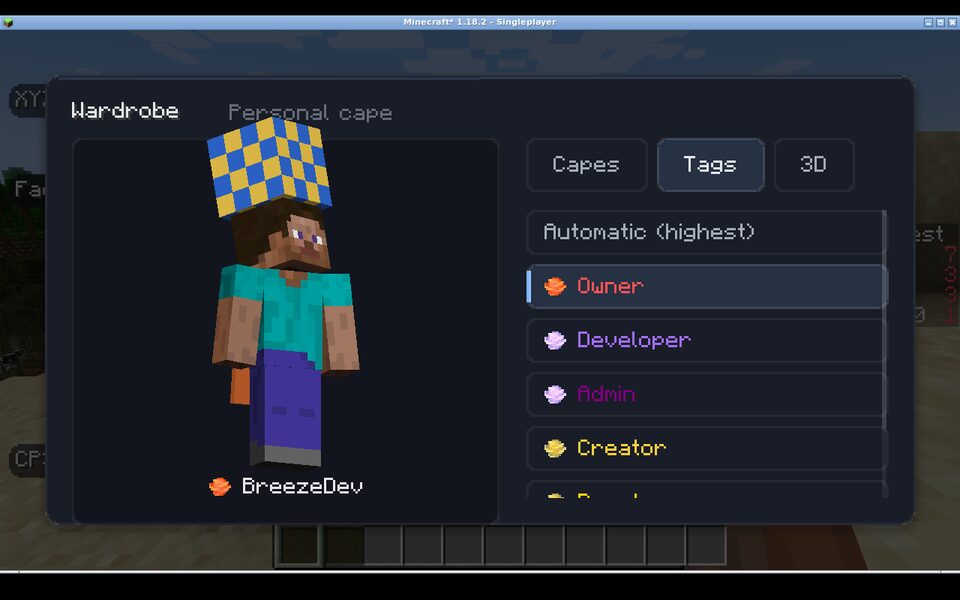 Minecraft* 1.18.2 - Singleplayer
Wardrobe
Personal cape
Capes
Tags
3D
Automatic (highest)
Owner
Developer
Admin
Creator
BreezeDev